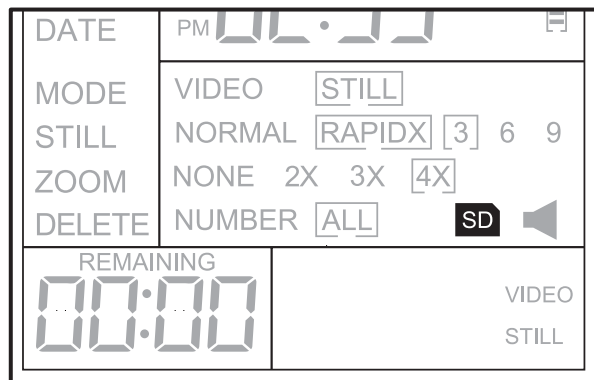 DATE PM
MODE VIDEO STILL
STILL NORMAL RAPIDX 3 6 9
ZOOM NONE 2X 3X 4X
DELETE NUMBER ALL SD
REMAINING
00:00
VIDEO
STILL